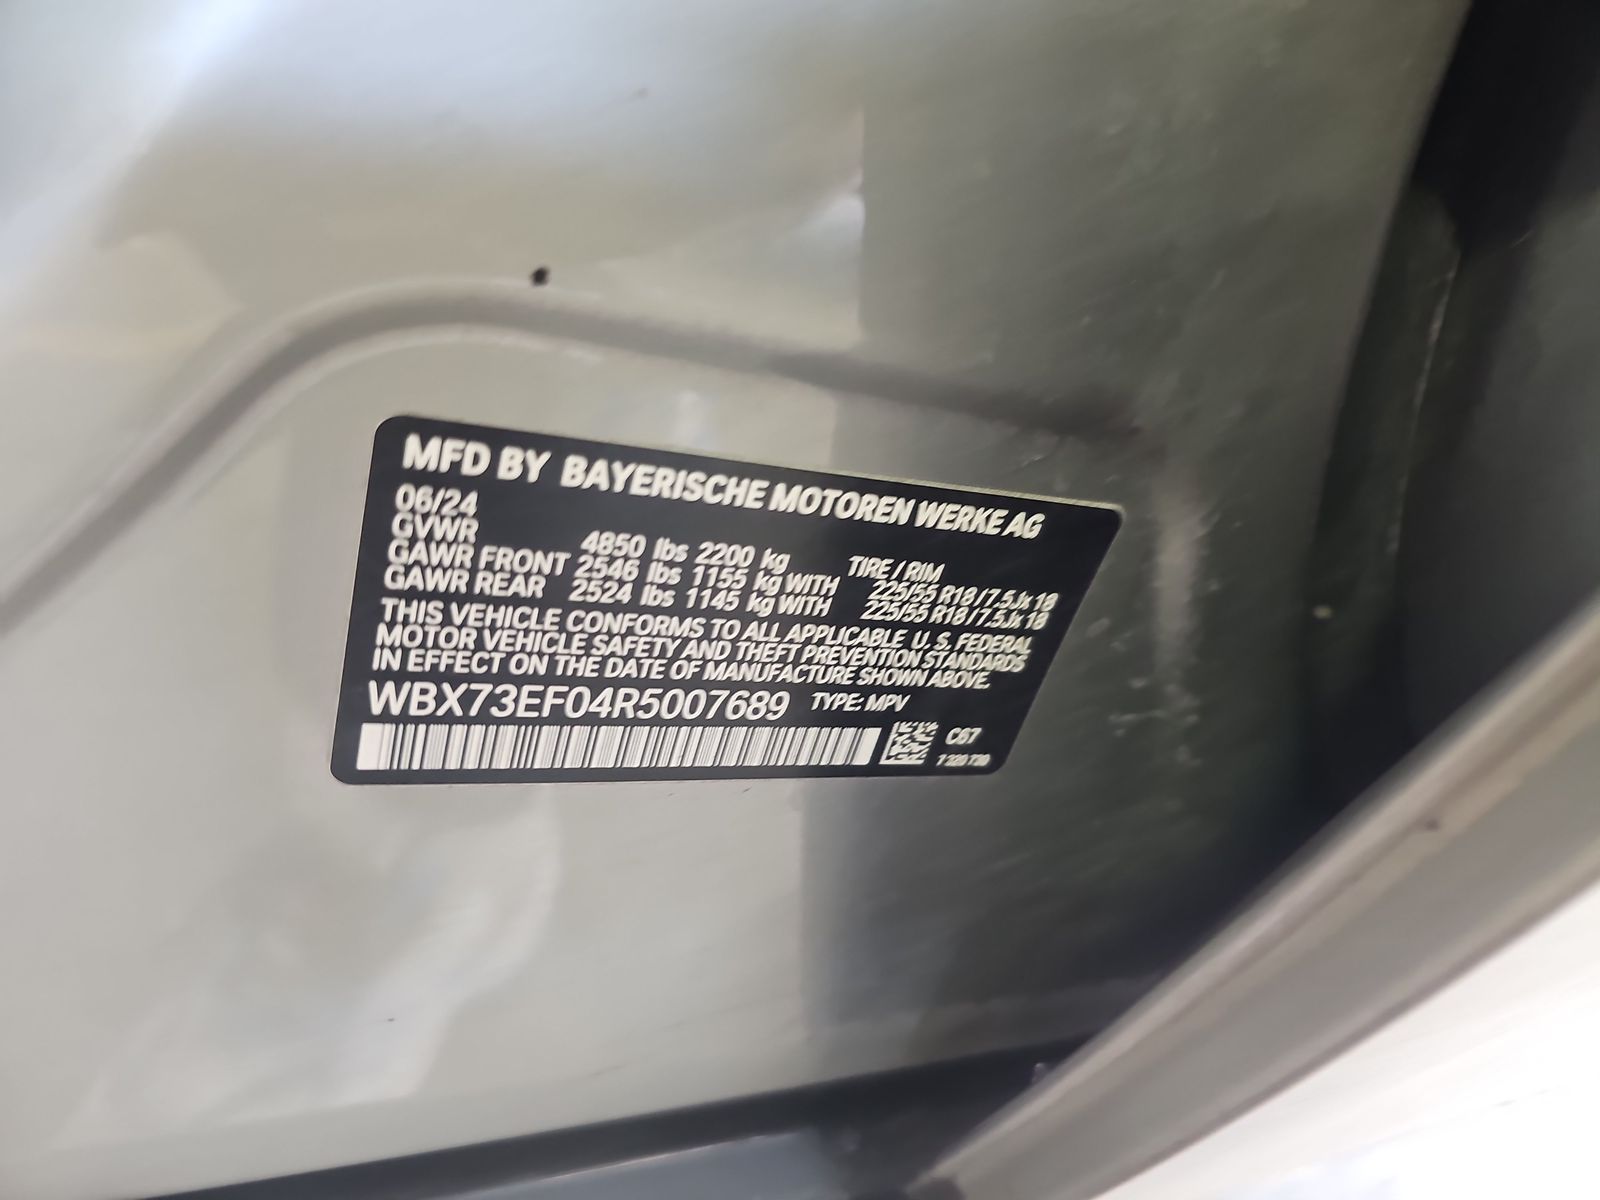 MFD BY BAYERISCHE MOTOREN WERKE AG
06/24
GVWR 4850 lbs 2200 kg TIRE / RIM
GAWR FRONT 2546 lbs 1155 kg WITH 225/55 R18 / 7.5Jx18
GAWR REAR 2524 lbs 1145 kg WITH 225/55 R18 / 7.5Jx18
THIS VEHICLE CONFORMS TO ALL APPLICABLE U.S. FEDERAL
MOTOR VEHICLE SAFETY AND THEFT PREVENTION STANDARDS
IN EFFECT ON THE DATE OF MANUFACTURE SHOWN ABOVE.
WBX73EF04R5007689 TYPE: MPV